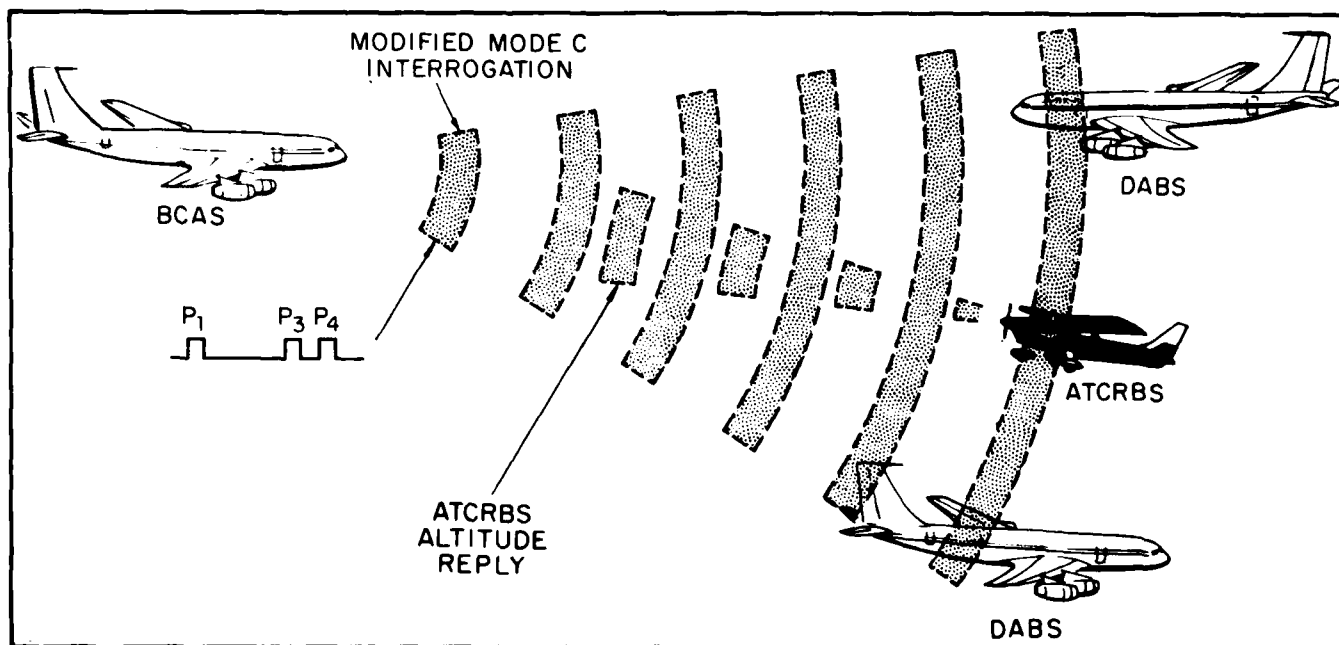 MODIFIED MODE C
INTERROGATION
BCAS
DABS
P1 P3 P4
ATCRBS
ATCRBS
ALTITUDE
REPLY
DABS